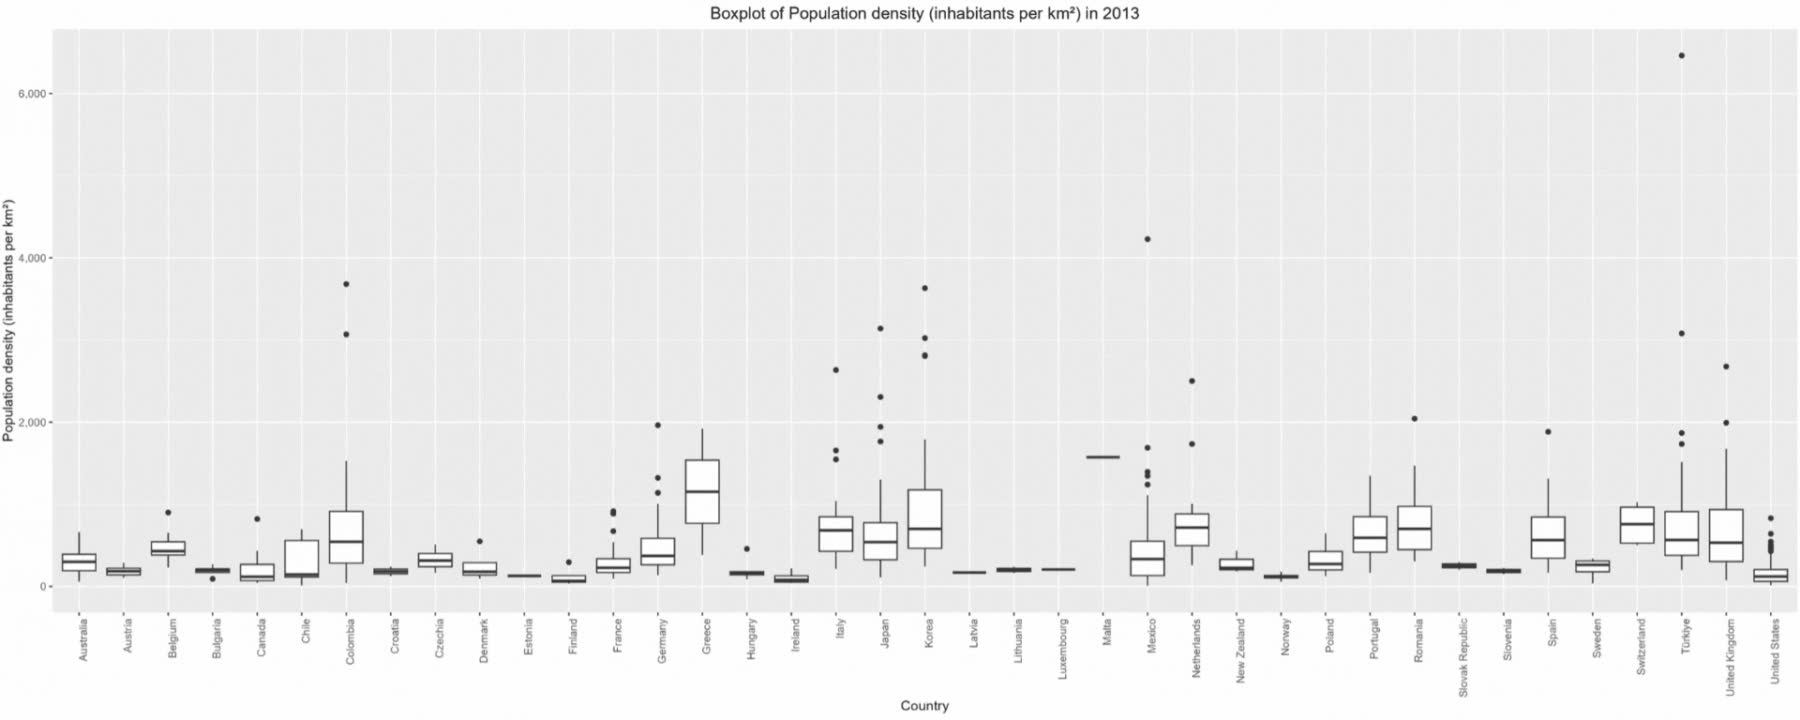 Boxplot of Population density (inhabitants per km²) in 2013
Population density (inhabitants per km²)
6,000
4,000
2,000
0
Australia
Austria
Belgium
Bulgaria
Canada
Chile
Colombia
Croatia
Czechia
Denmark
Estonia
Finland
France
Germany
Greece
Hungary
Ireland
Italy
Japan
Korea
Latvia
Lithuania
Luxembourg
Malta
Mexico
Netherlands
New Zealand
Norway
Poland
Portugal
Romania
Slovak Republic
Slovenia
Spain
Sweden
Switzerland
Türkiye
United Kingdom
United States
Country